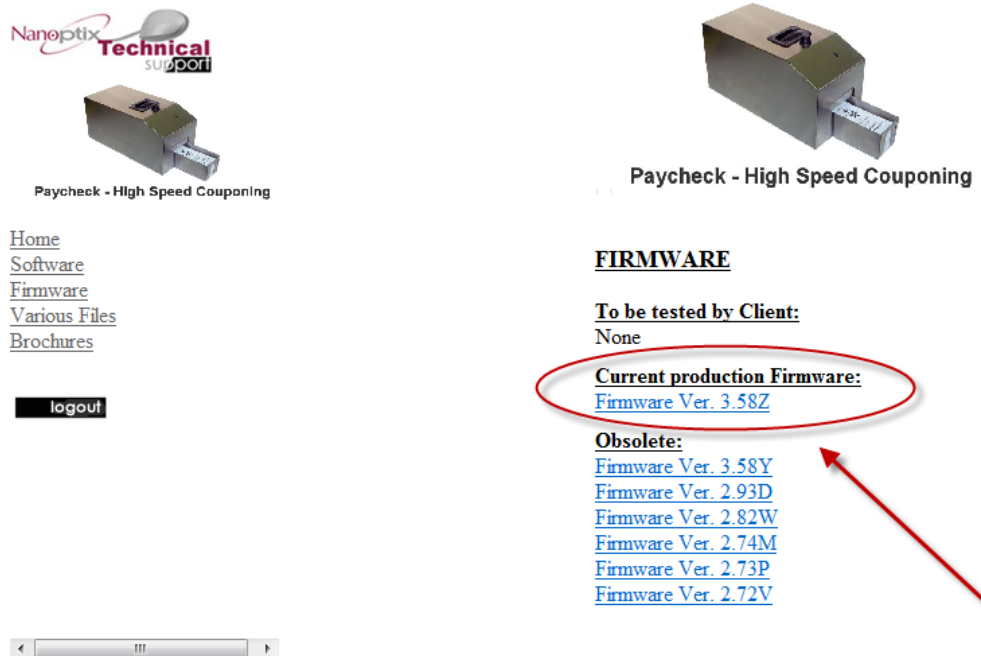 Nanoptix
Technical
support
Paycheck - High Speed Couponing
Home
Software
Firmware
Various Files
Brochures
logout
Paycheck - High Speed Couponing
FIRMWARE
To be tested by Client:
None
Current production Firmware:
Firmware Ver. 3.58Z
Obsolete:
Firmware Ver. 3.58Y
Firmware Ver. 2.93D
Firmware Ver. 2.82W
Firmware Ver. 2.74M
Firmware Ver. 2.73P
Firmware Ver. 2.72V